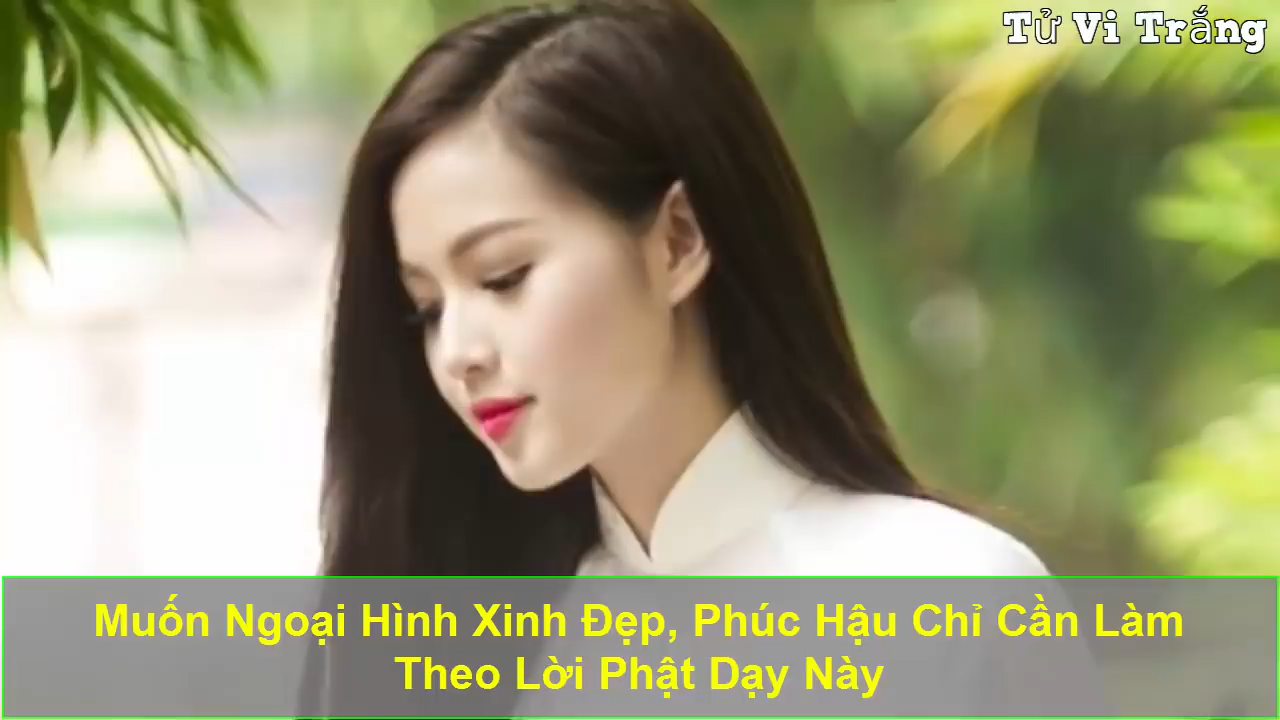 Tử Vi Trắng
Muốn Ngoại Hình Xinh Đẹp, Phúc Hậu Chỉ Cần Làm
Theo Lời Phật Dạy Này